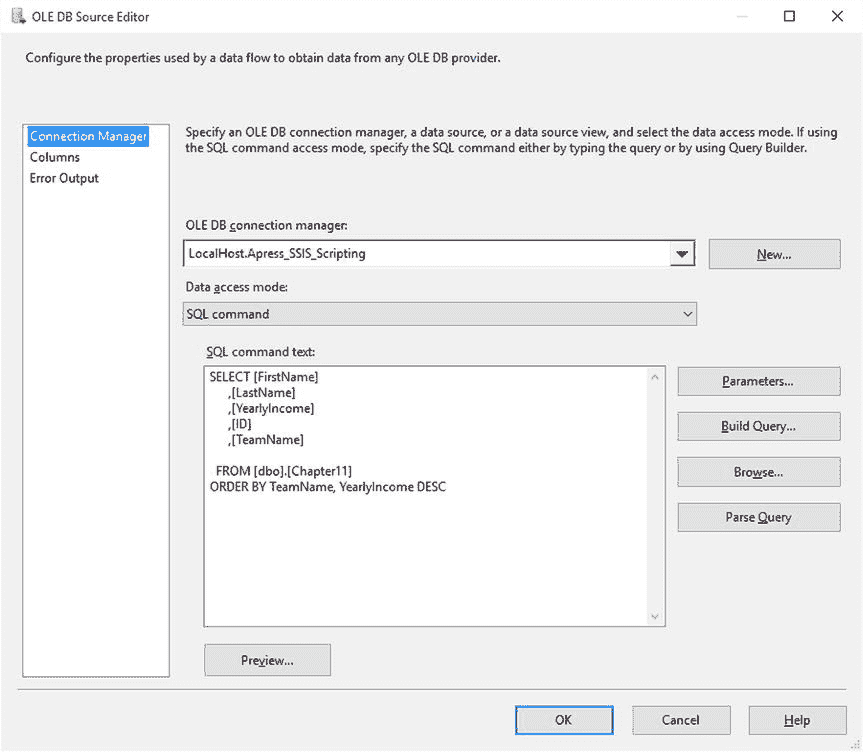 OLE DB Source Editor
Configure the properties used by a data flow to obtain data from any OLE DB provider.
Connection Manager
Columns
Error Output
Specify an OLE DB connection manager, a data source, or a data source view, and select the data access mode. If using
the SQL command access mode, specify the SQL command either by typing the query or by using Query Builder.
OLE DB connection manager:
LocalHost.Apress_SSIS_Scripting
New...
Data access mode:
SQL command
SQL command text:
SELECT [FirstName]
,[LastName]
,[YearlyIncome]
,[ID]
,[TeamName]
FROM [dbo].[Chapter11]
ORDER BY TeamName, YearlyIncome DESC
Parameters...
Build Query...
Browse...
Parse Query
Preview...
OK
Cancel
Help